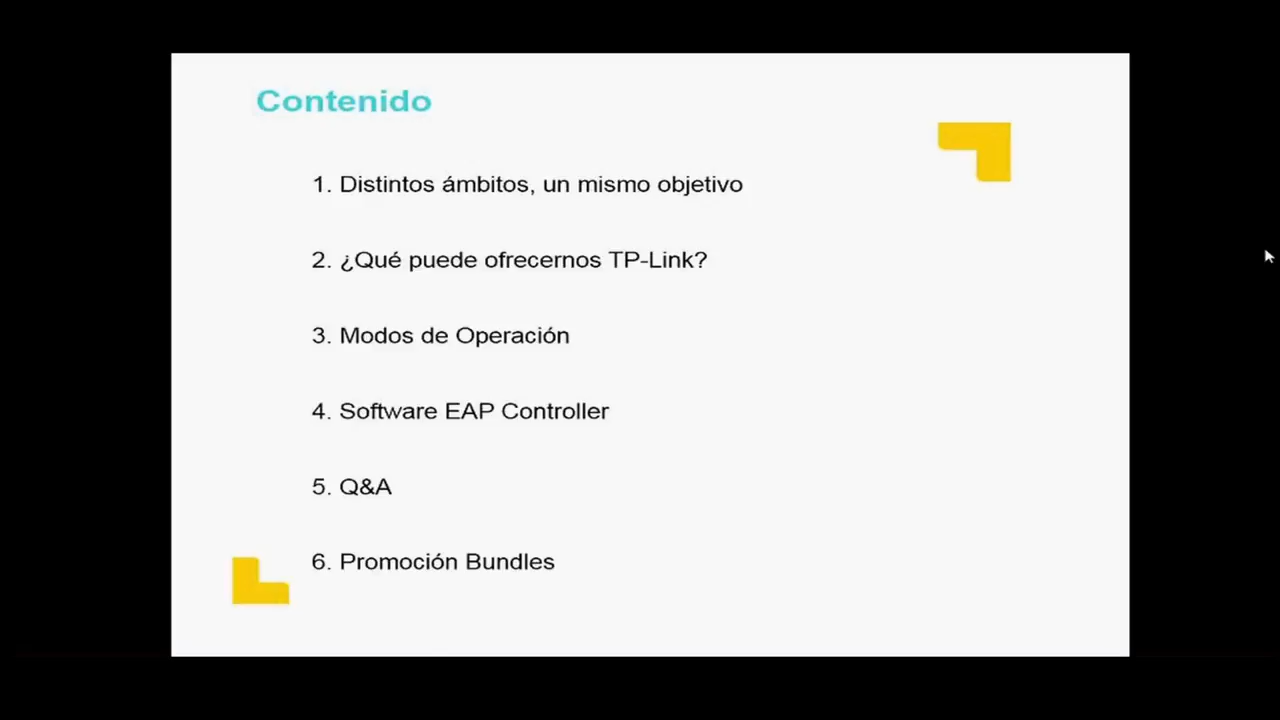 Contenido
1. Distintos ámbitos, un mismo objetivo
2. ¿Qué puede ofrecernos TP-Link?
3. Modos de Operación
4. Software EAP Controller
5. Q&A
6. Promoción Bundles